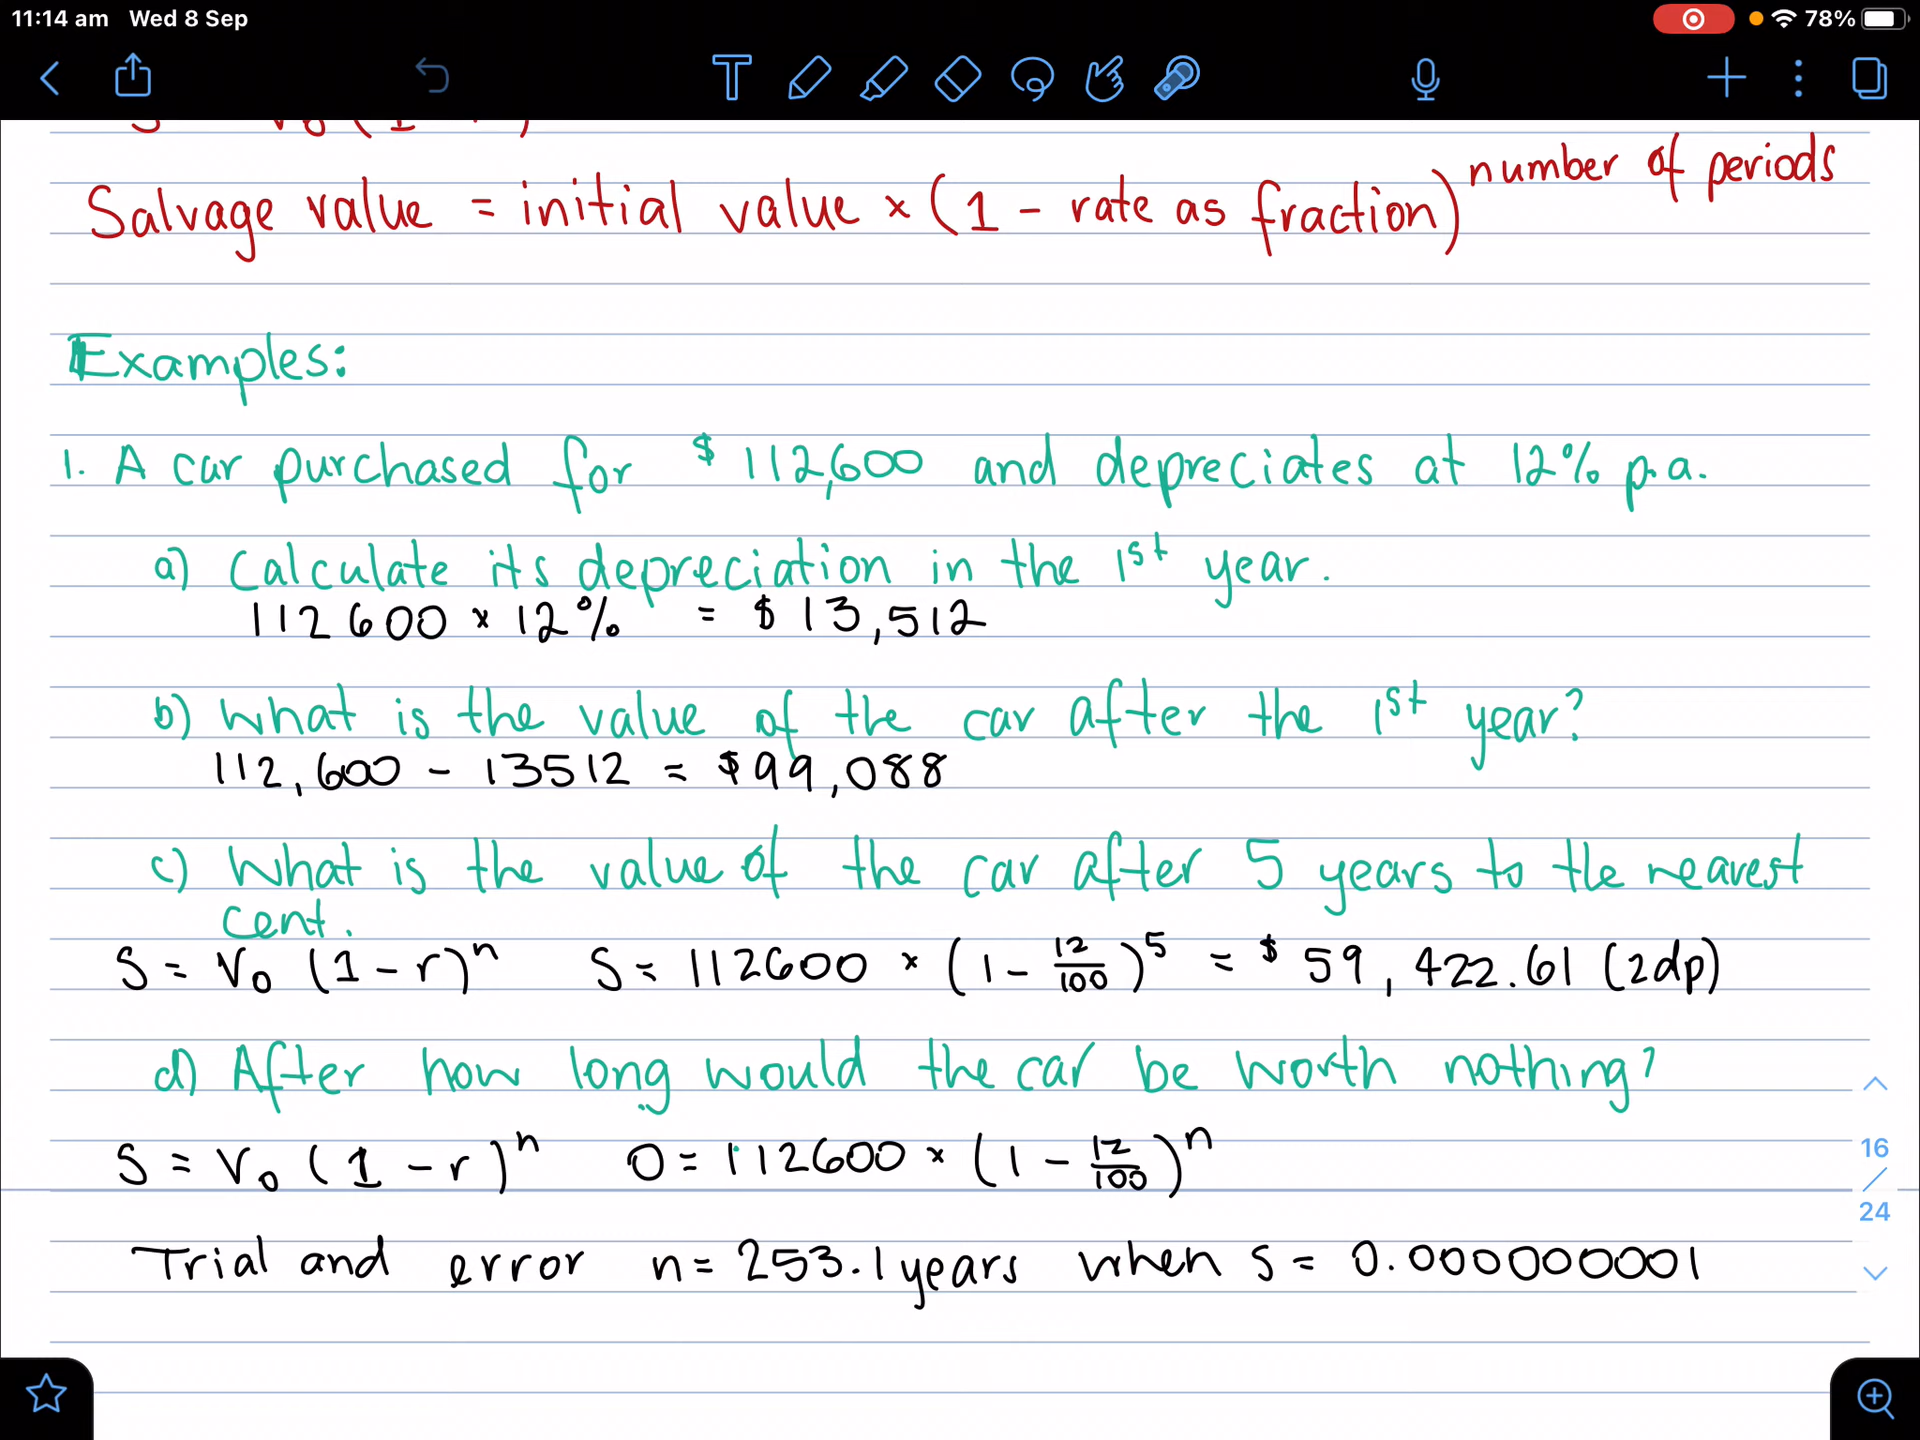 11:14 am Wed 8 Sep 78%
Salvage value = initial value × (1 - rate as fraction)^number of periods
Examples:
1. A car purchased for $112,600 and depreciates at 12% p.a.
a) Calculate its depreciation in the 1st year.
112600 × 12% = $13,512
b) What is the value of the car after the 1st year?
112,600 - 13512 = $99,088
c) What is the value of the car after 5 years to the nearest
cent.
S = V₀ (1 - r)ⁿ S = 112600 × (1 - 12/100)⁵ = $59,422.61 (2dp)
d) After how long would the car be worth nothing?
S = V₀ (1 - r)ⁿ 0 = 112600 × (1 - 12/100)ⁿ
16
/
24
Trial and error n = 253.1 years when s = 0.000000001